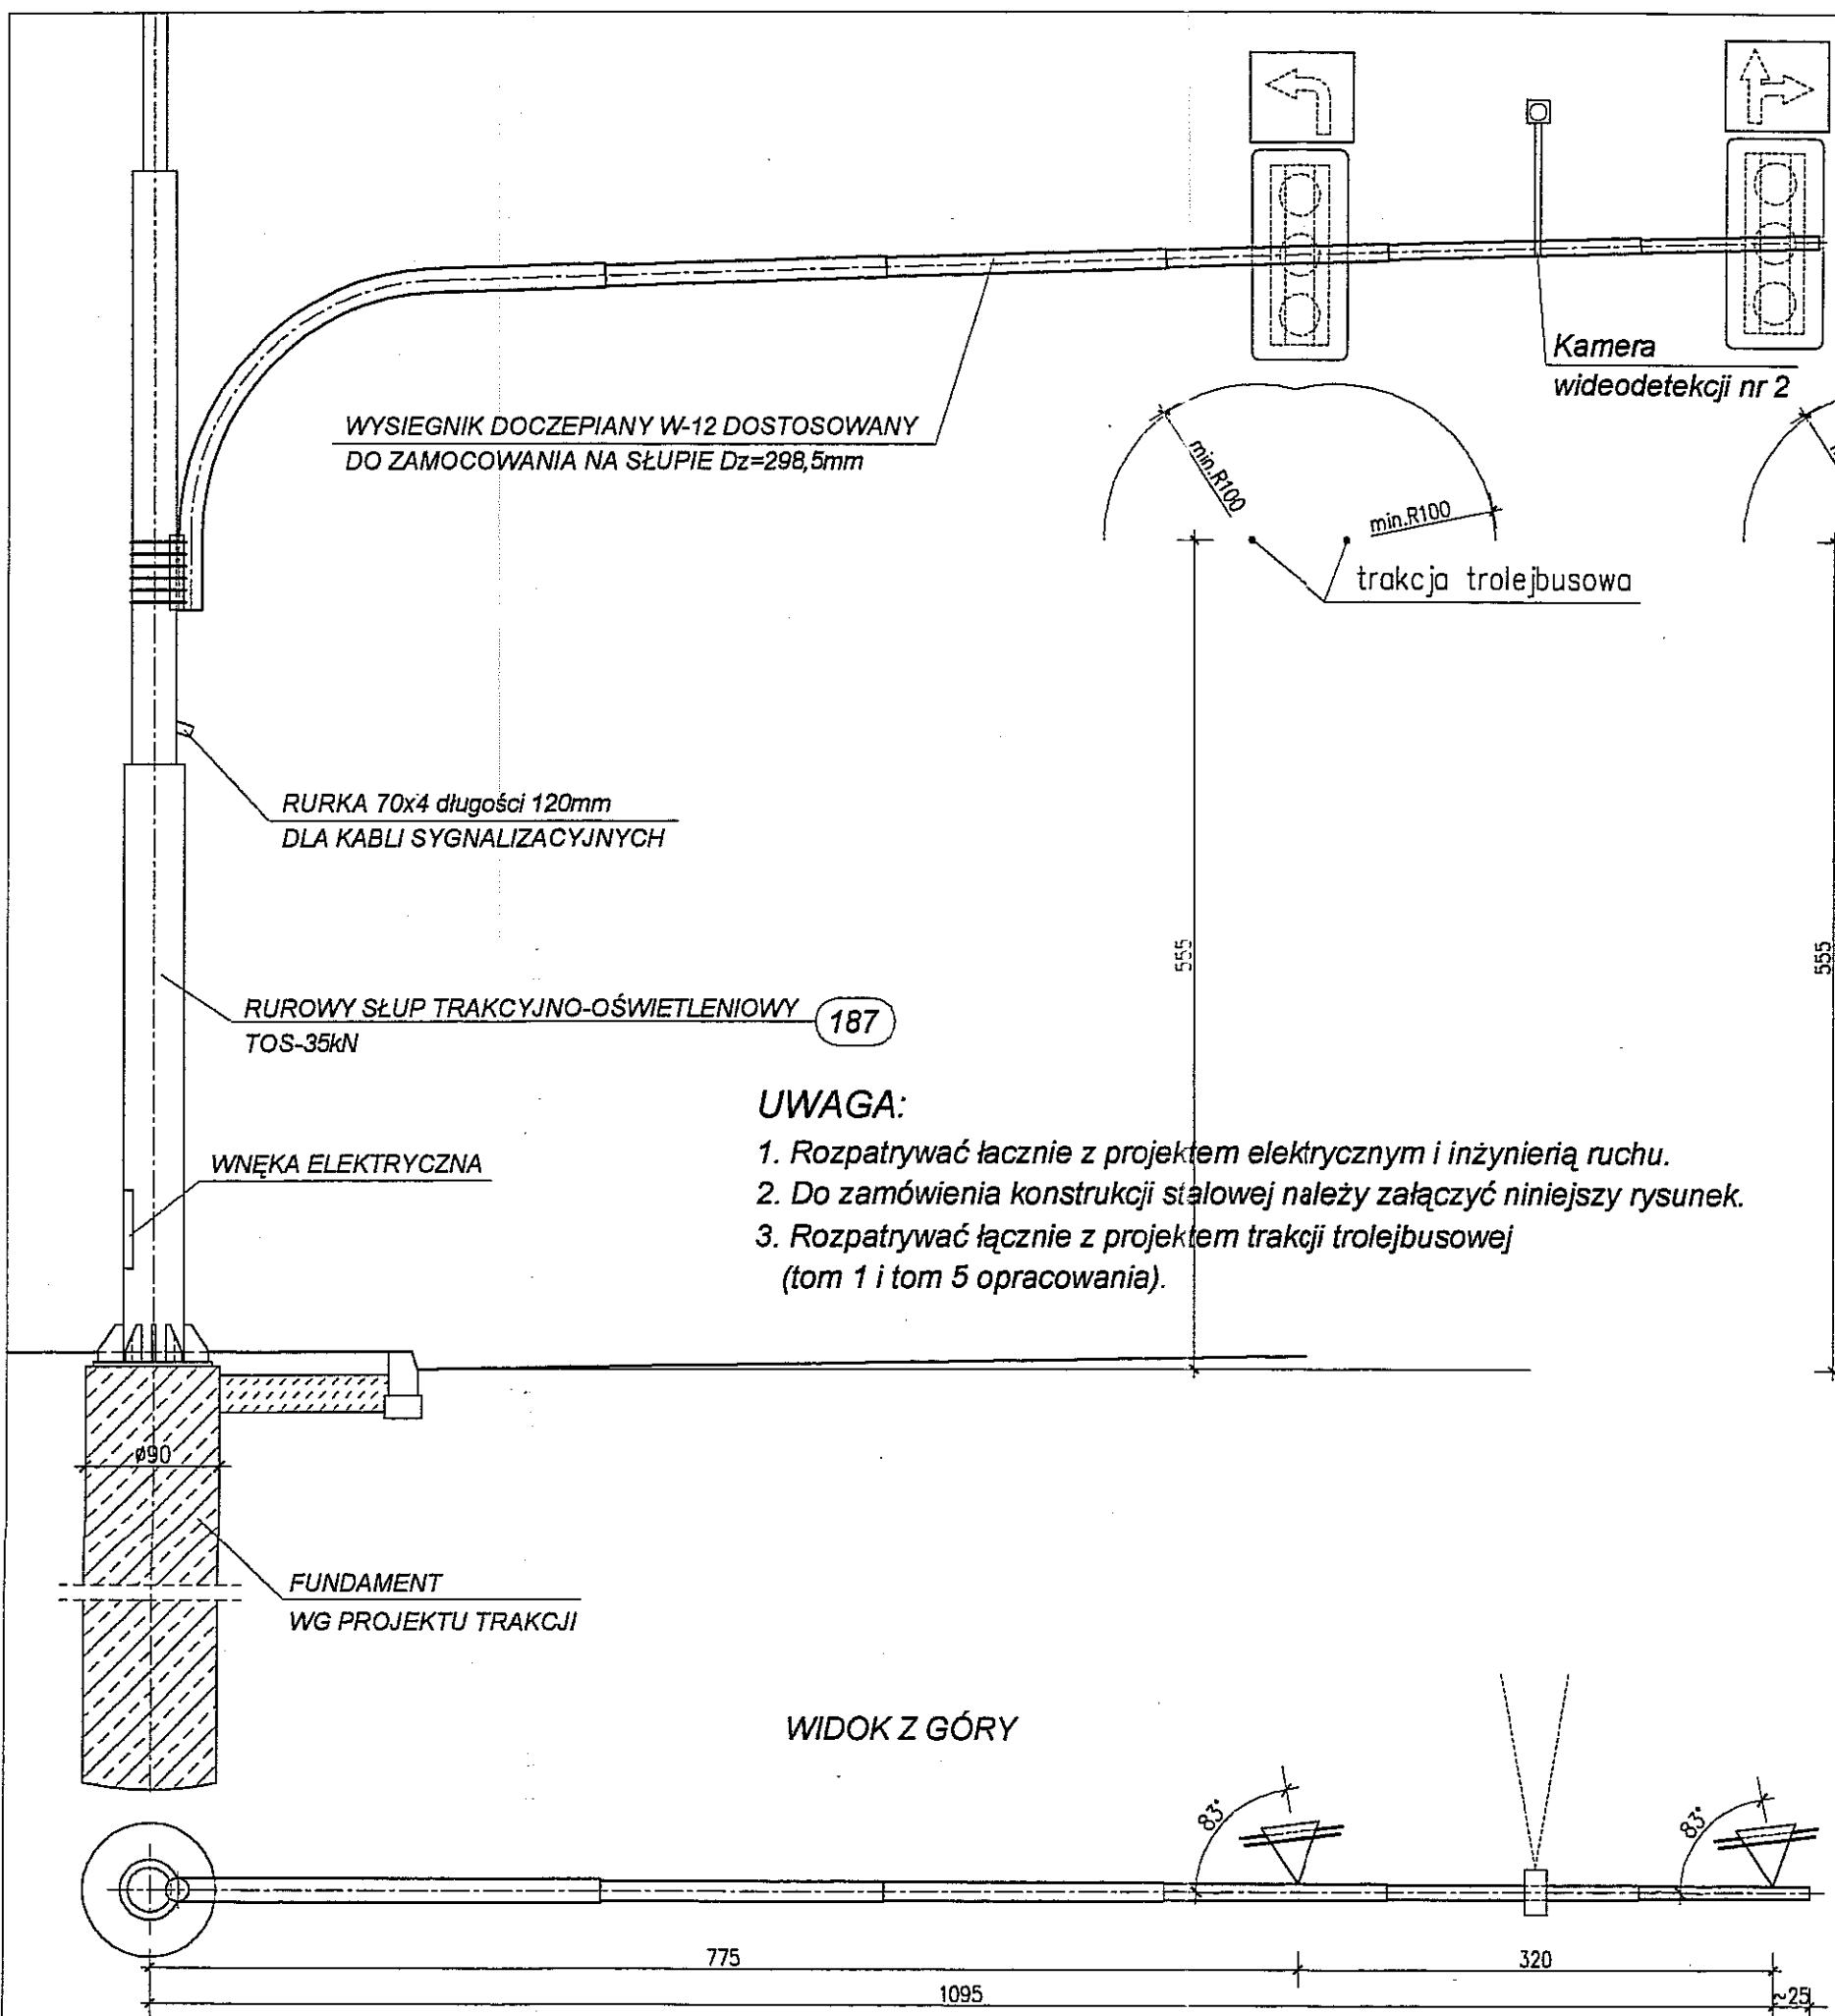 Kamera
wideodetekcji nr 2
WYSIEGNIK DOCZEPIANY W-12 DOSTOSOWANY
DO ZAMOCOWANIA NA SŁUPIE Dz=298,5mm
min.R100
min.R100
trakcja trolejbusowa
RURKA 70x4 długości 120mm
DLA KABLI SYGNALIZACYJNYCH
555
555
RUROWY SŁUP TRAKCYJNO-OŚWIETLENIOWY
TOS-35kN
187
UWAGA:
1. Rozpatrywać łacznie z projektem elektrycznym i inżynierią ruchu.
2. Do zamówienia konstrukcji stalowej należy załączyć niniejszy rysunek.
3. Rozpatrywać łącznie z projektem trakcji trolejbusowej
(tom 1 i tom 5 opracowania).
WNĘKA ELEKTRYCZNA
ø90
FUNDAMENT
WG PROJEKTU TRAKCJI
WIDOK Z GÓRY
83°
83°
775
320
1095
~25